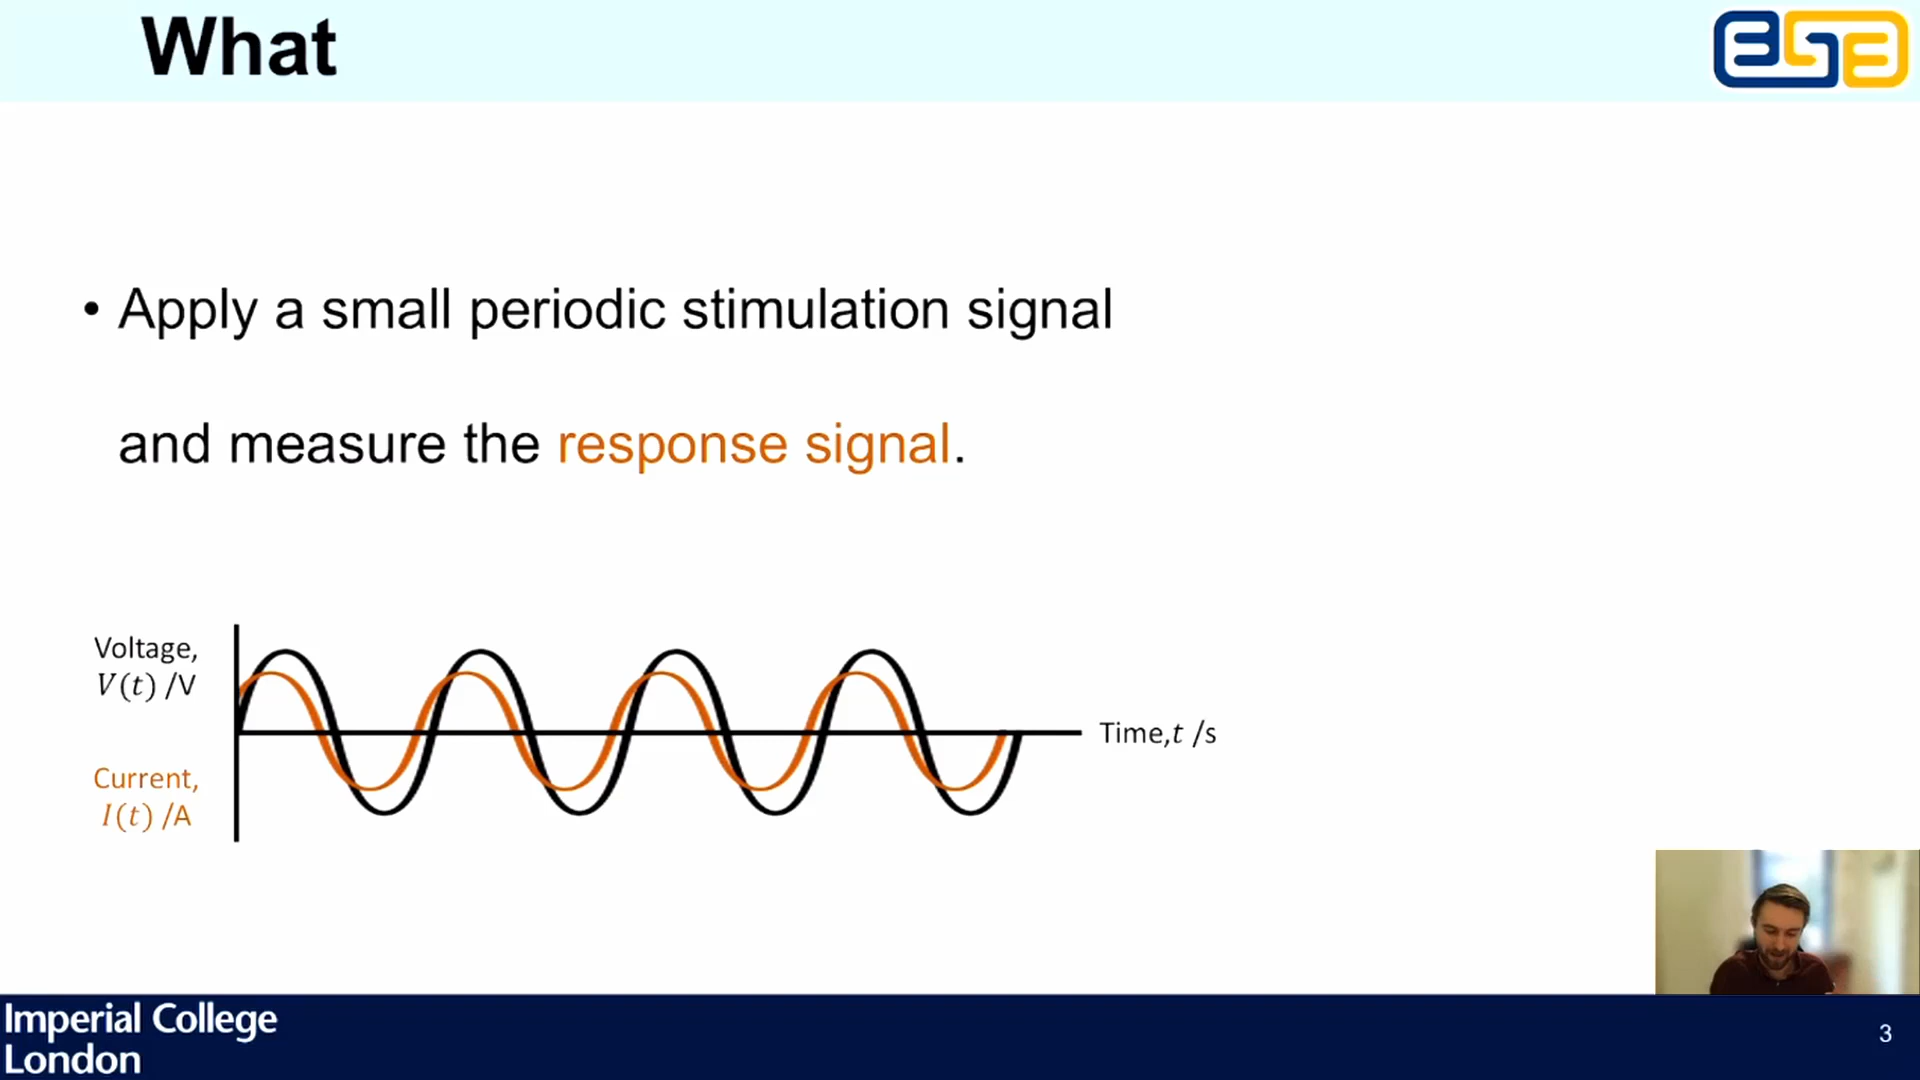 What
• Apply a small periodic stimulation signal
and measure the response signal.
Voltage,
V(t) /V
Current,
I(t) /A
Time,t /s
Imperial College
London
3